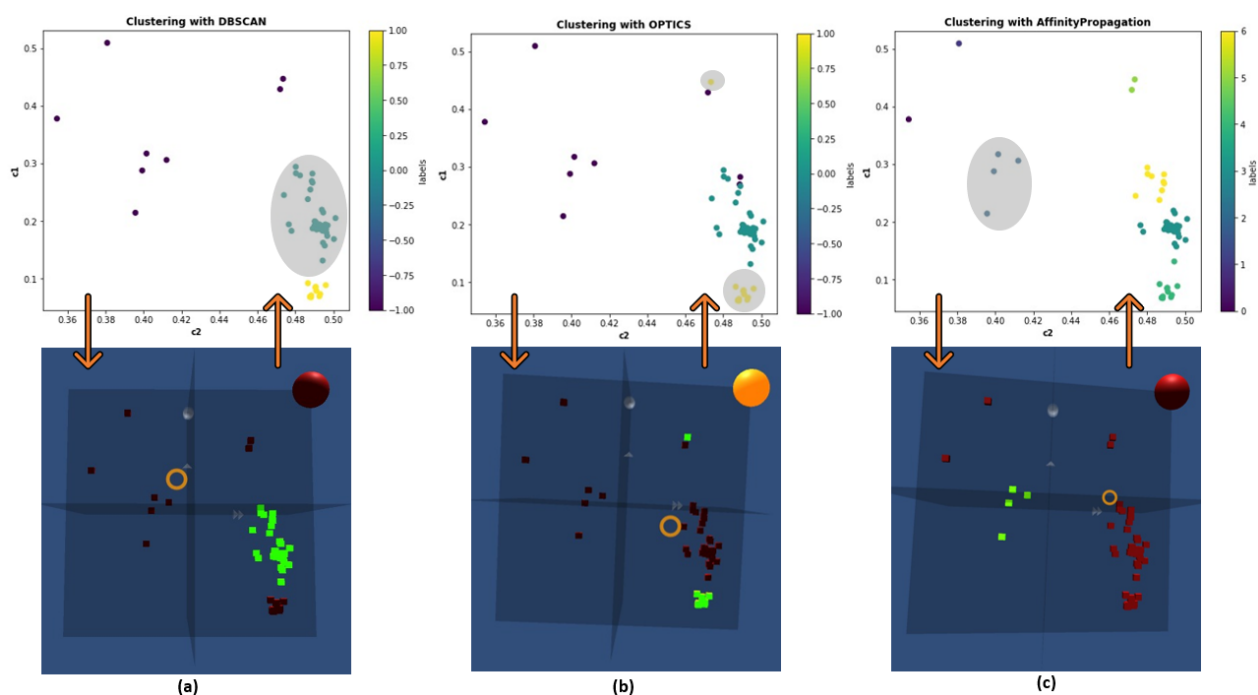 Clustering with DBSCAN
0.5
0.4
0.3
0.2
0.1
c1
0.36 0.38 0.40 0.42 0.44 0.46 0.48 0.50
c2
1.00
0.75
0.50
0.25
0.00
−0.25
−0.50
−0.75
−1.00
labels
(a)
Clustering with OPTICS
0.5
0.4
0.3
0.2
0.1
c1
0.36 0.38 0.40 0.42 0.44 0.46 0.48 0.50
c2
1.00
0.75
0.50
0.25
0.00
−0.25
−0.50
−0.75
−1.00
labels
(b)
Clustering with AffinityPropagation
0.5
0.4
0.3
0.2
0.1
c1
0.36 0.38 0.40 0.42 0.44 0.46 0.48 0.50
c2
6
5
4
3
2
1
0
labels
(c)